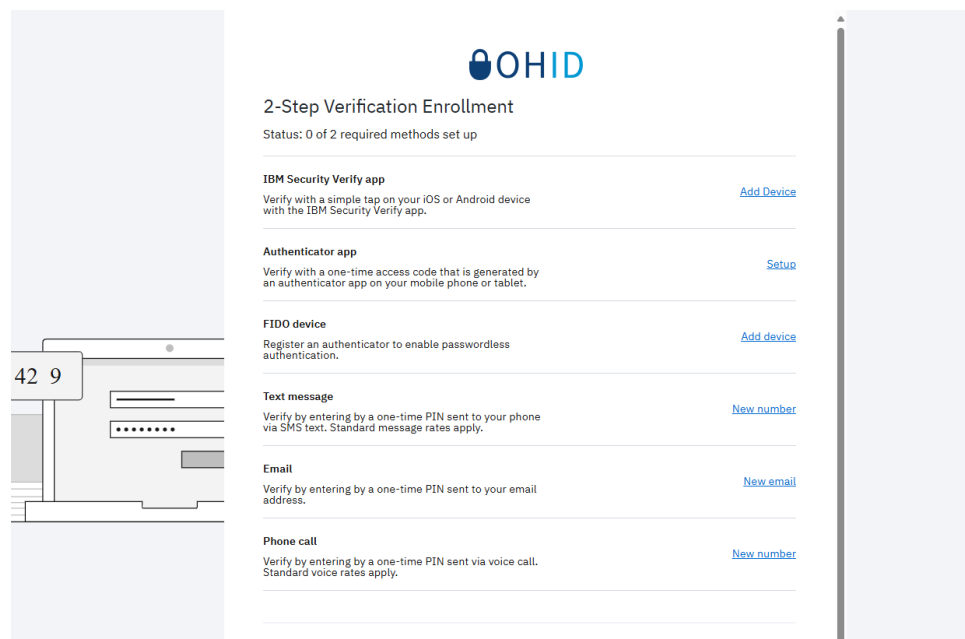 OHID
2-Step Verification Enrollment
Status: 0 of 2 required methods set up
IBM Security Verify app
Verify with a simple tap on your iOS or Android device
with the IBM Security Verify app.
Add Device
Authenticator app
Verify with a one-time access code that is generated by
an authenticator app on your mobile phone or tablet.
Setup
FIDO device
Register an authenticator to enable passwordless
authentication.
Add device
42 9
Text message
Verify by entering by a one-time PIN sent to your phone
via SMS text. Standard message rates apply.
New number
Email
Verify by entering by a one-time PIN sent to your email
address.
New email
Phone call
Verify by entering by a one-time PIN sent via voice call.
Standard voice rates apply.
New number